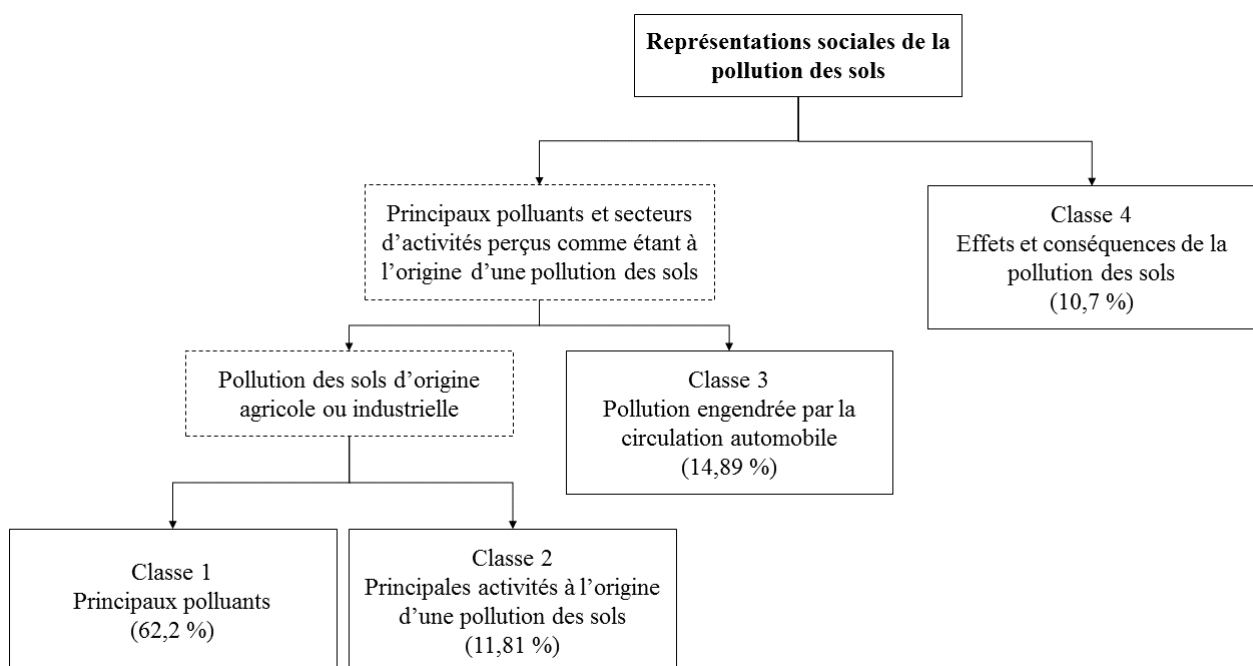 Représentations sociales de la
pollution des sols
Principaux polluants et secteurs
d’activités perçus comme étant à
l’origine d’une pollution des sols
Classe 4
Effets et conséquences de la
pollution des sols
(10,7 %)
Pollution des sols d’origine
agricole ou industrielle
Classe 3
Pollution engendrée par la
circulation automobile
(14,89 %)
Classe 1
Principaux polluants
(62,2 %)
Classe 2
Principales activités à l’origine
d’une pollution des sols
(11,81 %)